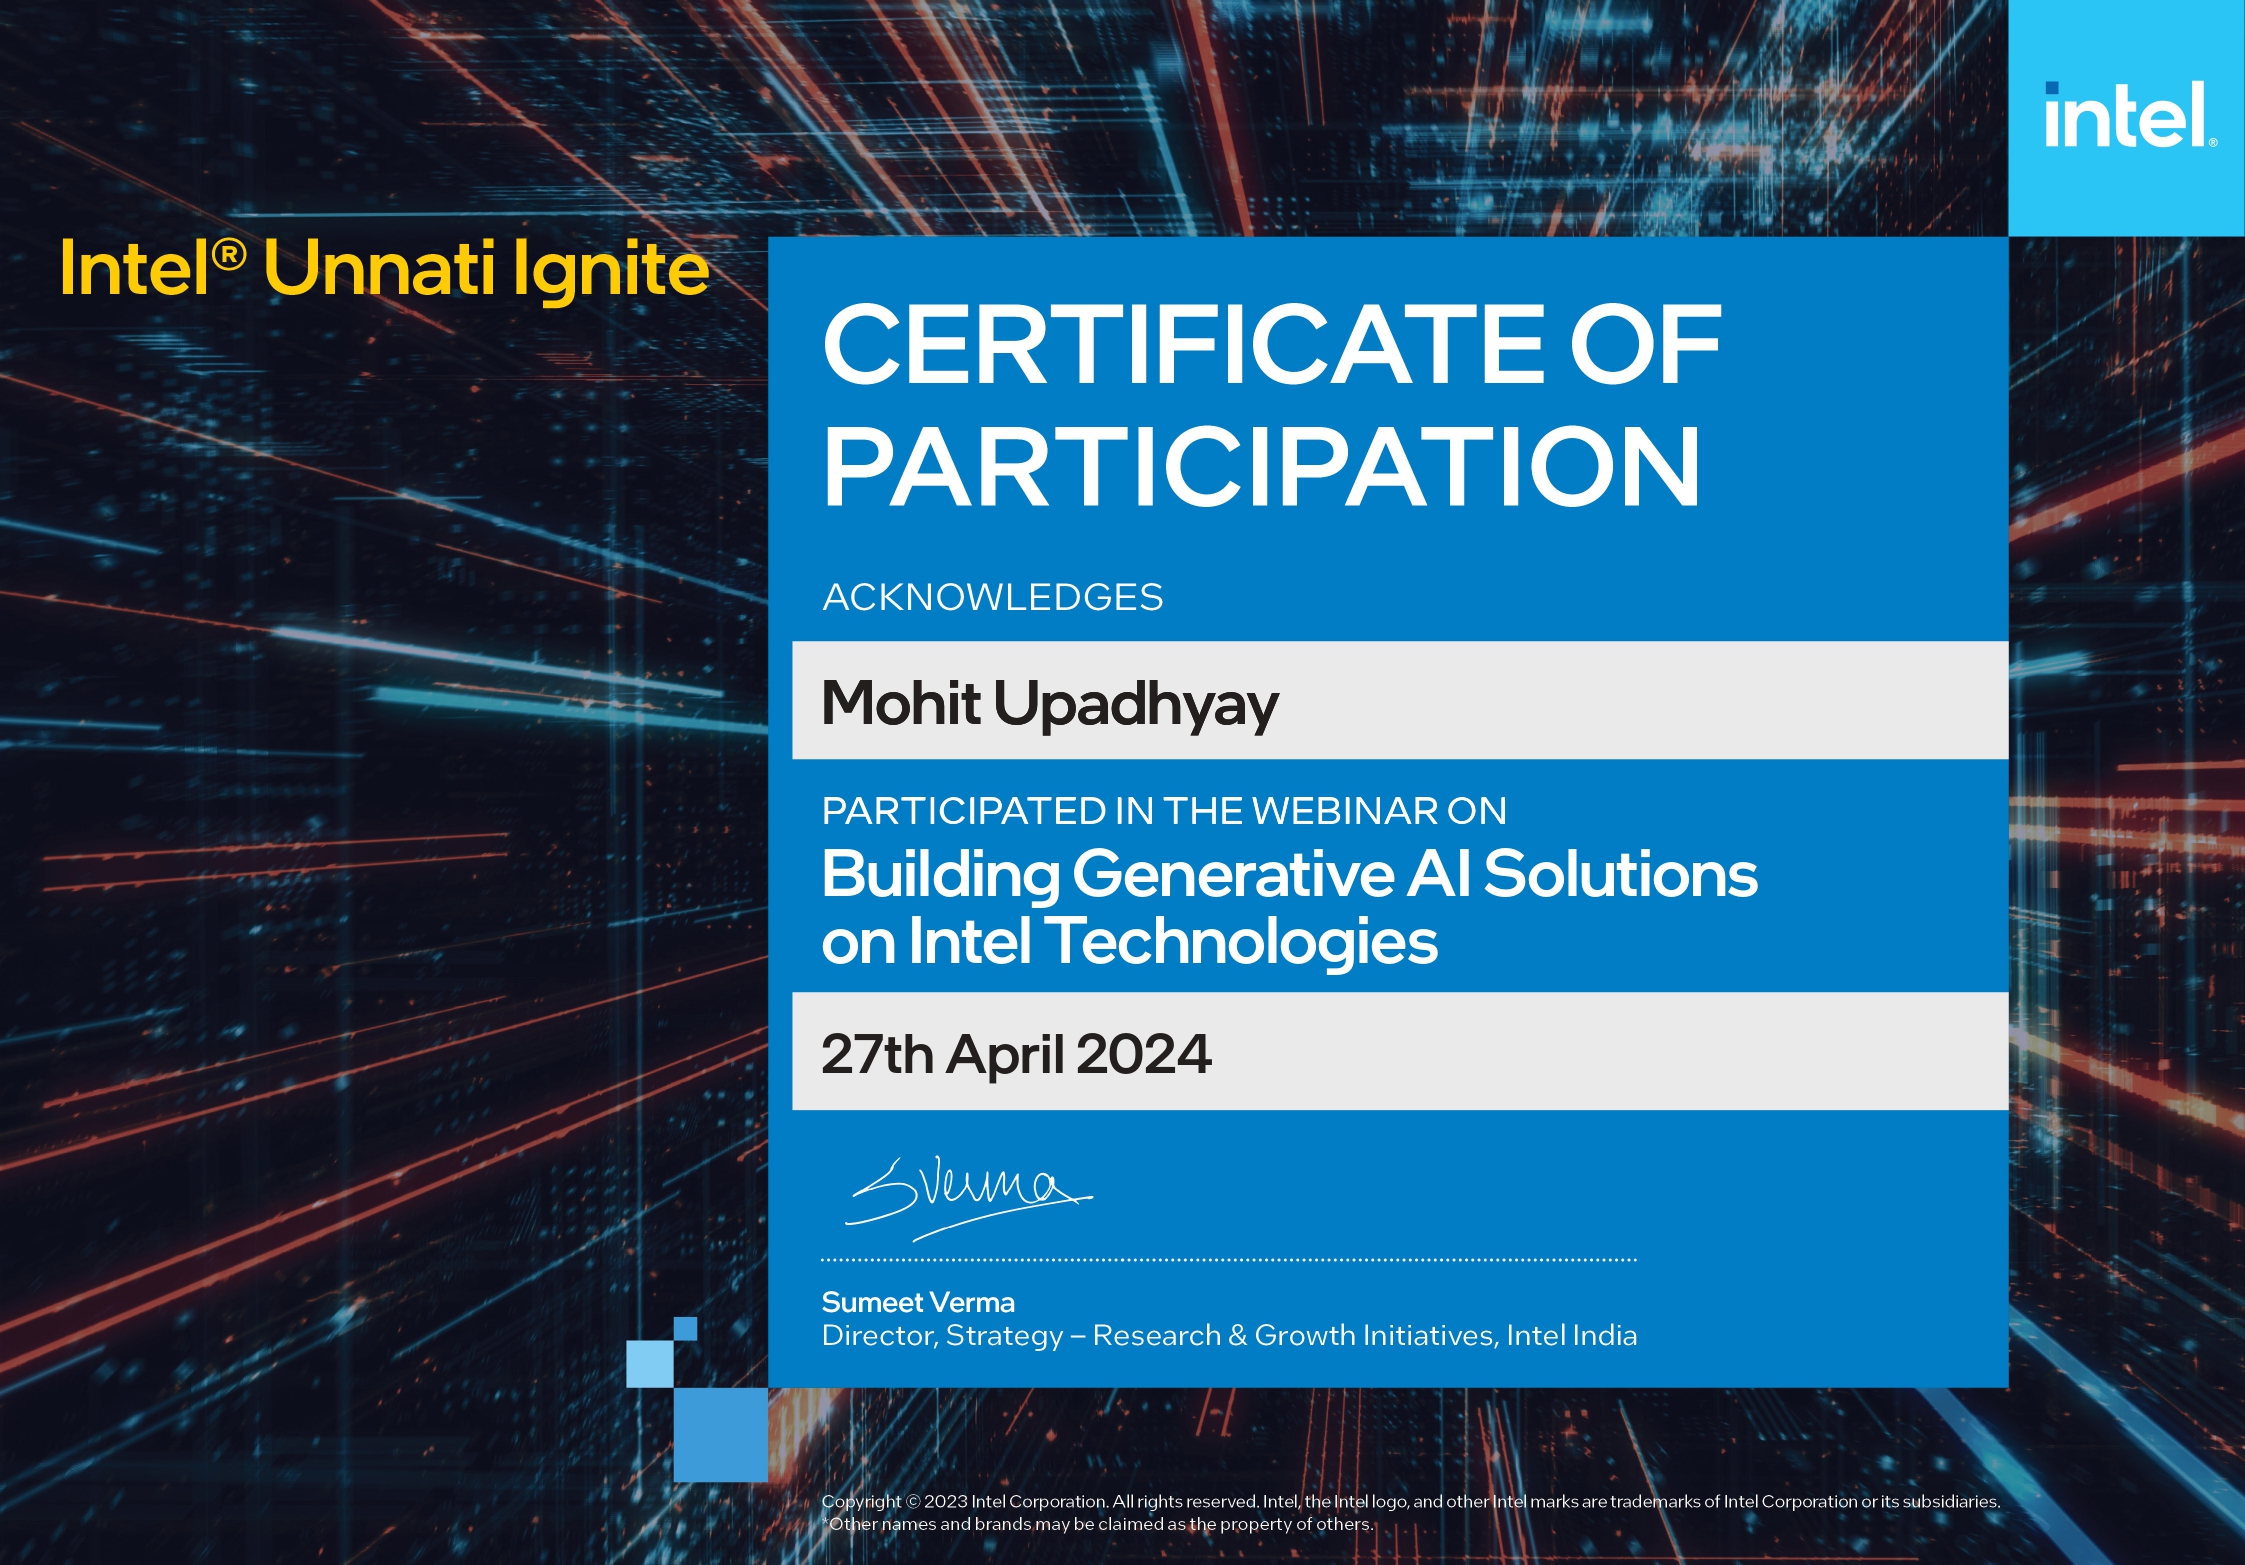 intel®
Intel® Unnati Ignite
CERTIFICATE OF
PARTICIPATION
ACKNOWLEDGES
Mohit Upadhyay
PARTICIPATED IN THE WEBINAR ON
Building Generative AI Solutions
on Intel Technologies
27th April 2024
SVerma
Sumeet Verma
Director, Strategy – Research & Growth Initiatives, Intel India
Copyright © 2023 Intel Corporation. All rights reserved. Intel, the Intel logo, and other Intel marks are trademarks of Intel Corporation or its subsidiaries.
*Other names and brands may be claimed as the property of others.